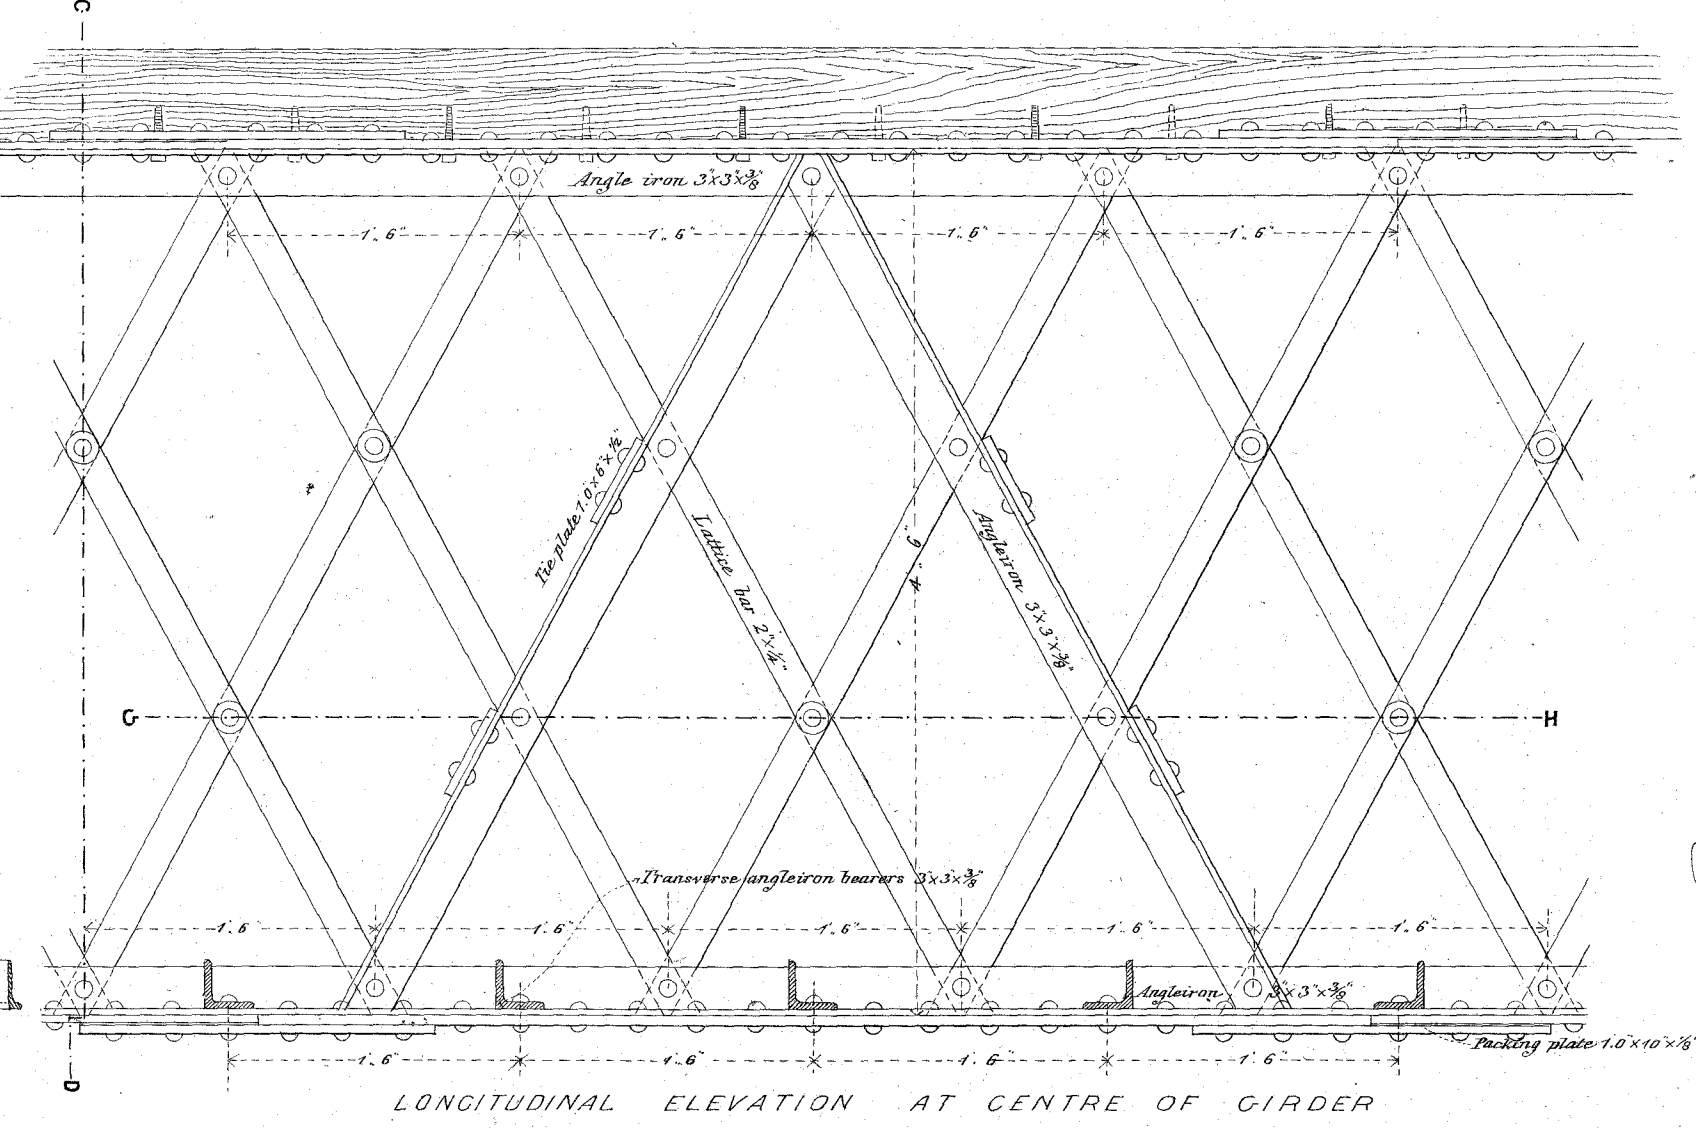 C
Angle iron 3"x3"x3/8"
1'. 6" 1'. 6" 1'. 6" 1'. 6"
Tie plate 1'.0"x6"x1/2"
Lattice bar 2"x1/4"
4'. 9"
Angleiron 3"x3"x3/8"
G H
Transverse angleiron bearers 3"x3"x3/8"
1'. 6" 1'. 6" 1'. 6" 1'. 6" 1'. 6"
Angleiron 3"x3"x3/8"
Packing plate 1'.0"x10"x
1'. 6" 1'. 6" 1'. 6" 1'. 6"
D
LONGITUDINAL ELEVATION AT CENTRE OF GIRDER